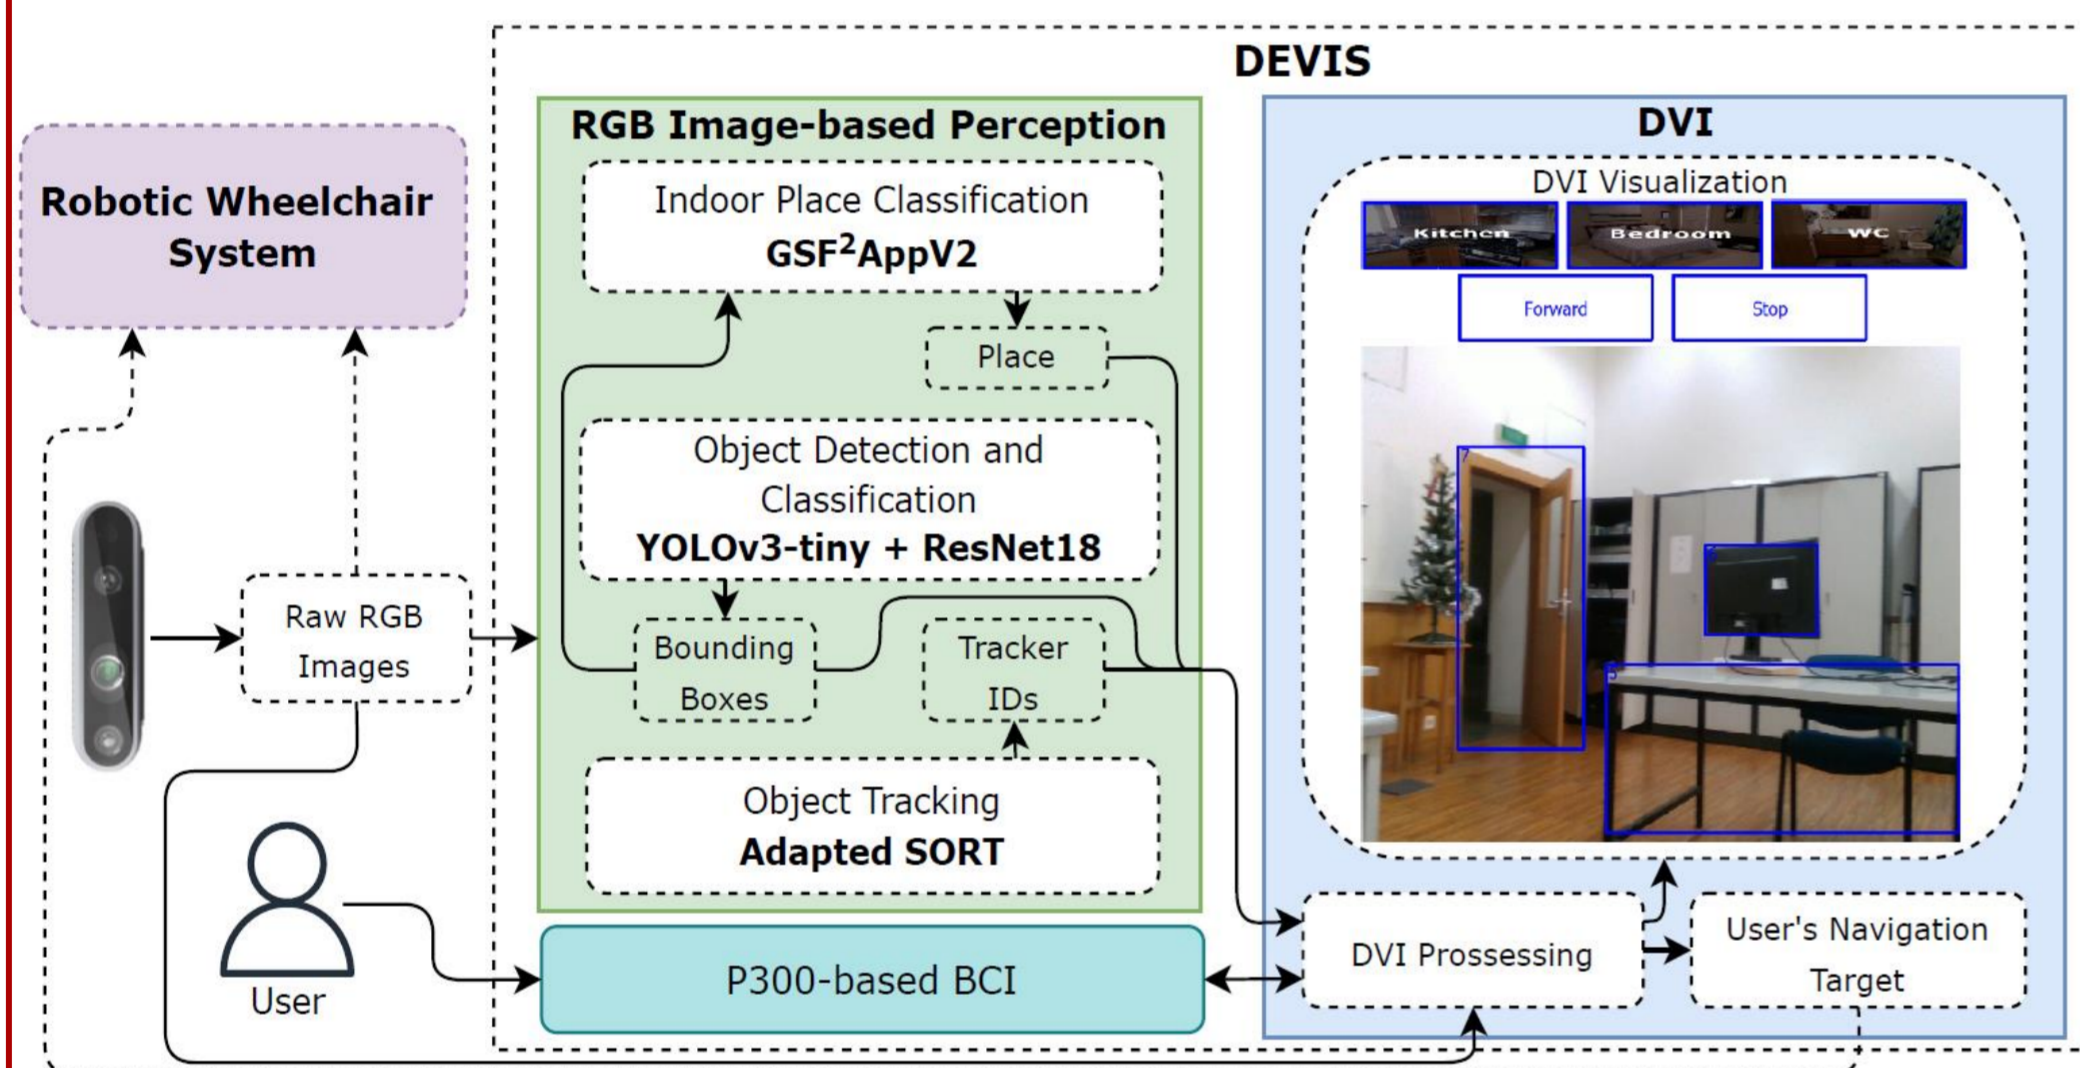 DEVIS
Robotic Wheelchair
System
RGB Image-based Perception
Indoor Place Classification
GSF²AppV2
Place
Object Detection and
Classification
YOLOv3-tiny + ResNet18
Bounding
Boxes
Tracker
IDs
Object Tracking
Adapted SORT
Raw RGB
Images
User
P300-based BCI
DVI
DVI Visualization
Kitchen
Bedroom
WC
Forward
Stop
7
5
DVI Prossessing
User's Navigation
Target